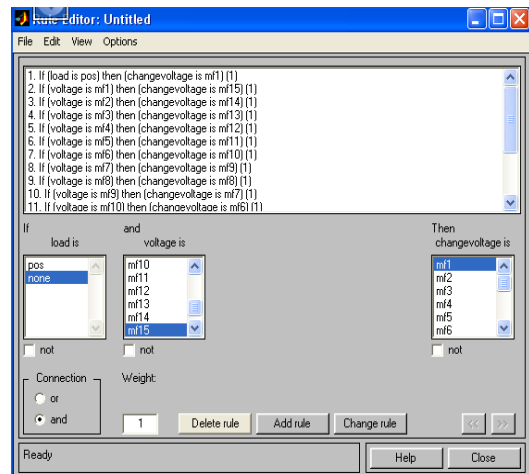 Rule Editor: Untitled
File Edit View Options
1. If (load is pos) then (changevoltage is mf1) (1)
2. If (voltage is mf1) then (changevoltage is mf15) (1)
3. If (voltage is mf2) then (changevoltage is mf14) (1)
4. If (voltage is mf3) then (changevoltage is mf13) (1)
5. If (voltage is mf4) then (changevoltage is mf12) (1)
6. If (voltage is mf5) then (changevoltage is mf11) (1)
7. If (voltage is mf6) then (changevoltage is mf10) (1)
8. If (voltage is mf7) then (changevoltage is mf9) (1)
9. If (voltage is mf8) then (changevoltage is mf8) (1)
10. If (voltage is mf9) then (changevoltage is mf7) (1)
11. If (voltage is mf10) then (changevoltage is mf6) (1)
If and Then
load is voltage is changevoltage is
pos mf10 mf1
none mf11 mf2
mf12 mf3
mf13 mf4
mf14 mf5
mf15 mf6
not not not
Connection Weight:
or
and 1 Delete rule Add rule Change rule << >>
Ready Help Close